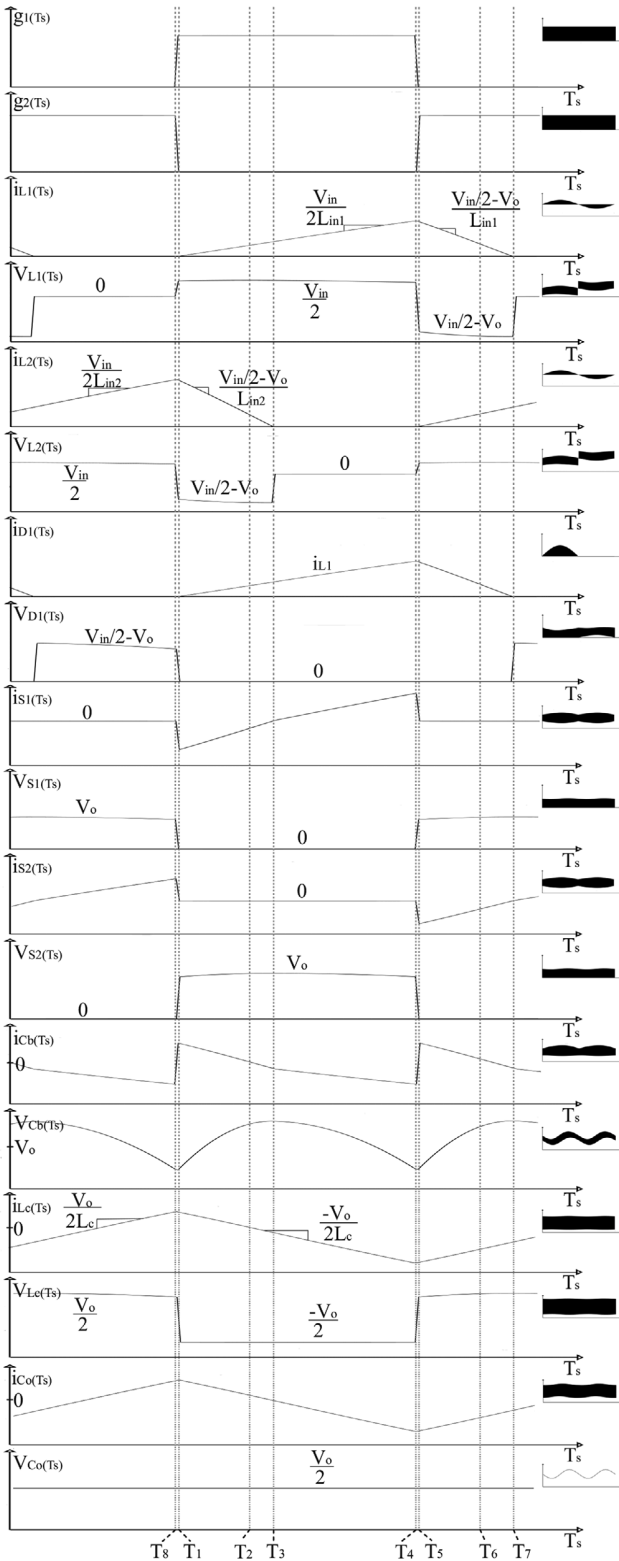 g1(Ts)
Ts
g2(Ts)
Ts
iL1(Ts)
Vin
2Lin1
Vin/2-Vo
Lin1
Ts
VL1(Ts)
0
Vin
2
Vin/2-Vo
Ts
iL2(Ts)
Vin
2Lin2
Vin/2-Vo
Lin2
Ts
VL2(Ts)
Vin
2
Vin/2-Vo
0
Ts
iD1(Ts)
iL1
Ts
VD1(Ts)
Vin/2-Vo
0
Ts
iS1(Ts)
0
Ts
VS1(Ts)
Vo
0
Ts
iS2(Ts)
0
Ts
VS2(Ts)
0
Vo
Ts
iCb(Ts)
0
Ts
VCb(Ts)
Vo
Ts
iLc(Ts)
0
Vo
2Lc
-Vo
2Lc
Ts
VLc(Ts)
Vo
2
-Vo
2
Ts
iCo(Ts)
0
Ts
VCo(Ts)
Vo
2
T8 T1 T2 T3 T4 T5 T6 T7 Ts